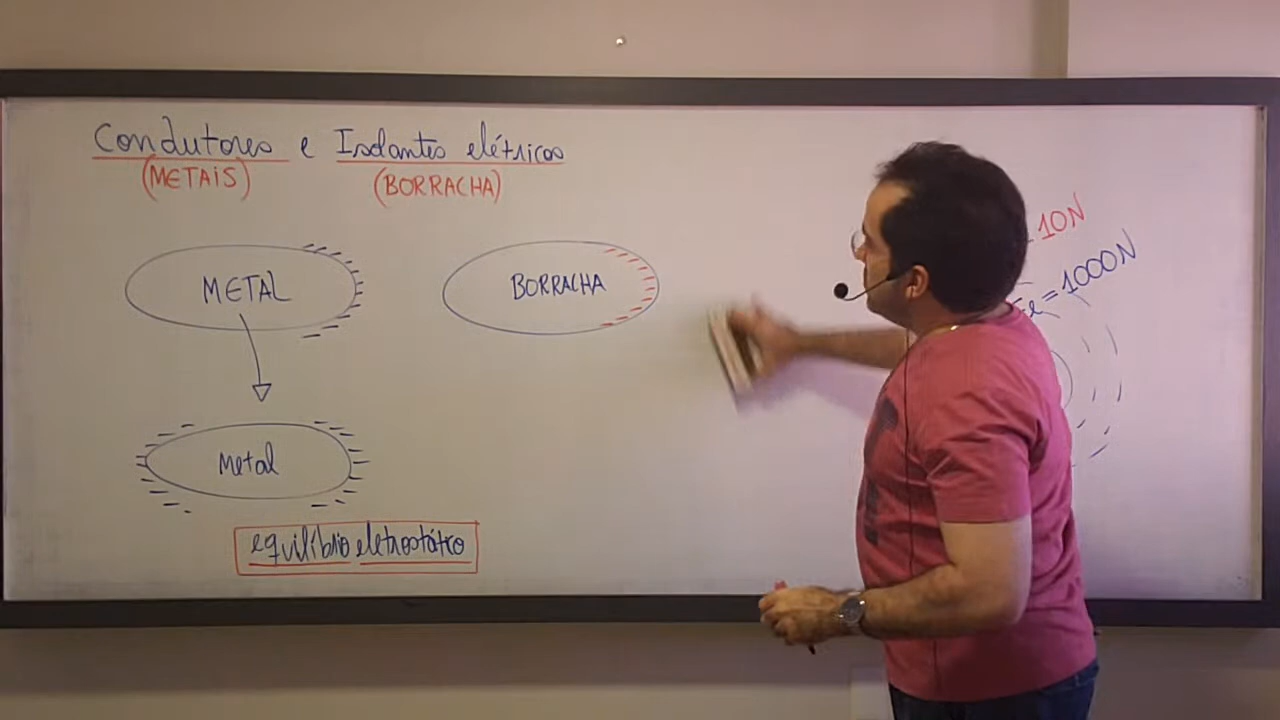 Condutores e Isolantes elétricos
(METAIS) (BORRACHA)
METAL
BORRACHA
Metal
equilíbrio eletrostático
10N
= 1000N